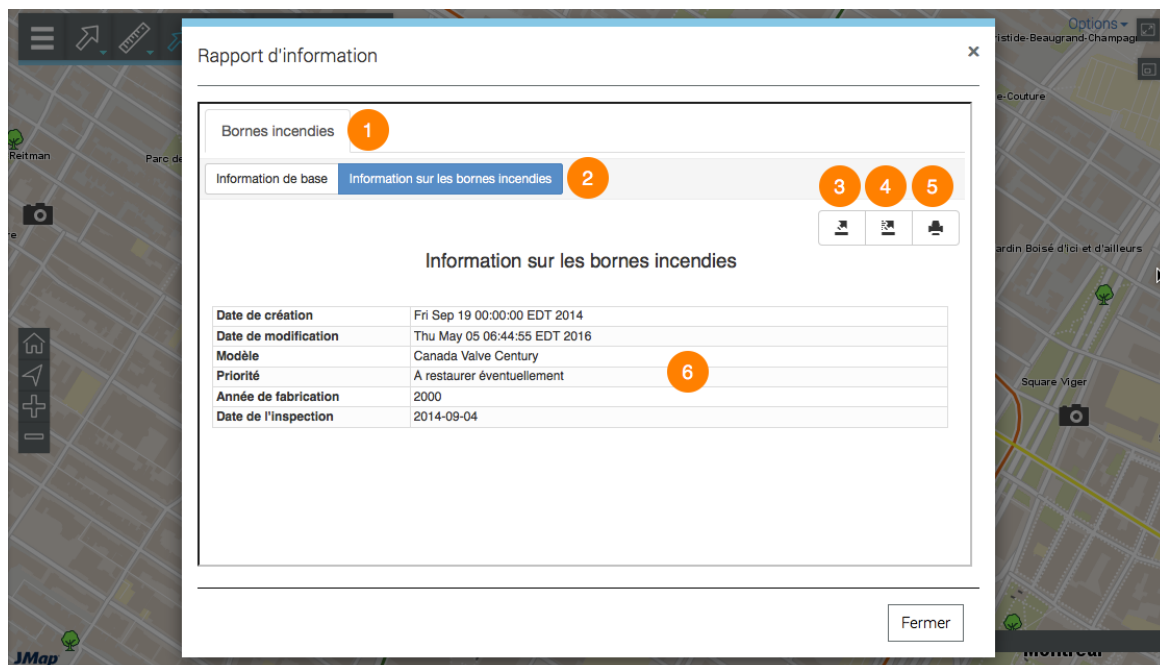 Options
istide-Beaugrand-Champag
Rapport d'information
×
e-Couture
Bornes incendies 1
Reitman
Parc de
Information de base Information sur les bornes incendies 2
3 4 5
ardin Boisé d'ici et d'ailleurs
Information sur les bornes incendies
Date de création Fri Sep 19 00:00:00 EDT 2014
Date de modification Thu May 05 06:44:55 EDT 2016
Modèle Canada Valve Century
Priorité A restaurer éventuellement
6
Square Viger
Année de fabrication 2000
Date de l'inspection 2014-09-04
Fermer
JMap
Montréal